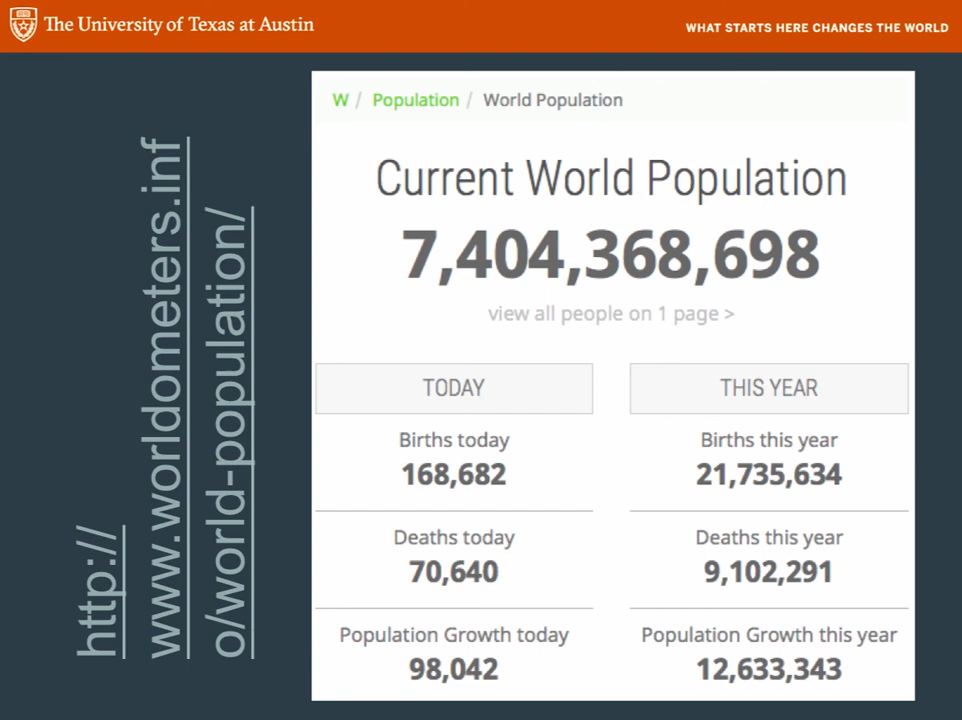 The University of Texas at Austin
WHAT STARTS HERE CHANGES THE WORLD
http://
www.worldometers.inf
o/world-population/
W / Population / World Population
Current World Population
7,404,368,698
view all people on 1 page >
TODAY
Births today
168,682
Deaths today
70,640
Population Growth today
98,042
THIS YEAR
Births this year
21,735,634
Deaths this year
9,102,291
Population Growth this year
12,633,343